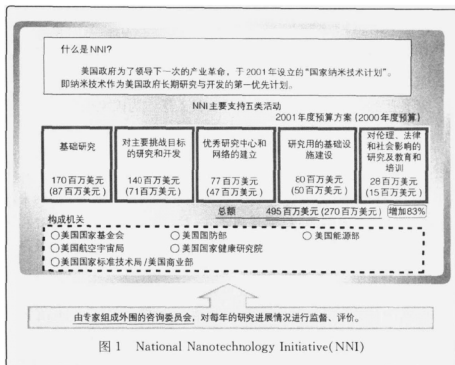 什么是NNI?
美国政府为了领导下一次的产业革命，于2001年设立的“国家纳米技术计划”。
即纳米技术作为美国政府长期研究与开发的第一优先计划.
NNI主要支持五类活动
2001年度预算方案(2000年度预算)
基础研究
170百万美元
(87百万美元)
对主要挑战目标
的研究和开发
140百万美元
(71百万美元)
优秀研究中心和
网络的建立
77百万美元
(47百万美元)
研究用的基础设
施建设
80百万美元
(50百万美元)
对伦理、法律
和社会影响的
研究及教育和
培训
28百万美元
(15百万美元)
总额 495百万美元(270百万美元) 增加83%
构成机关
○美国国家基金会 ○美国国防部 ○美国能源部
○美国航空宇宙局 ○美国国家健康研究院
○美国国家标准技术局/美国商业部
由专家组成外围的咨询委员会，对每年的研究进展情况进行监督、评价。
图1 National Nanotechnology Initiative(NNI)